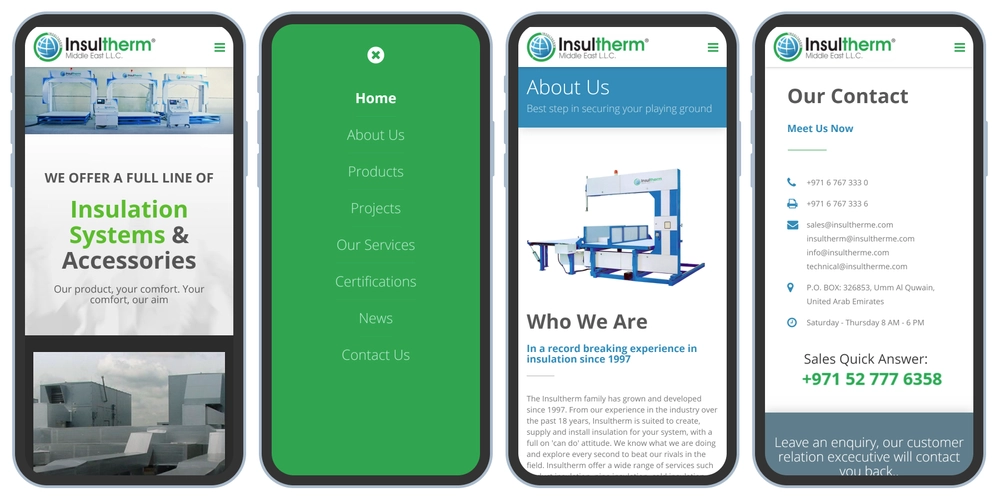 Insultherm®
Middle East L.L.C.
WE OFFER A FULL LINE OF
Insulation
Systems &
Accessories
Our product, your comfort. Your
comfort, our aim
Home
About Us
Products
Projects
Our Services
Certifications
News
Contact Us
Insultherm®
Middle East L.L.C.
About Us
Best step in securing your playing ground
Insultherm
Who We Are
In a record breaking experience in
insulation since 1997
The Insultherm family has grown and developed
since 1997. From our experience in the industry over
the past 18 years, Insultherm is suited to create,
supply and install insulation for your system, with a
full on 'can do' attitude. We know what we are doing
and explore every second to beat our rivals in the
field. Insultherm offer a wide range of services such
Insultherm®
Middle East L.L.C.
Our Contact
Meet Us Now
+971 6 767 333 0
+971 6 767 333 6
sales@insultherme.com
insultherm@insultherme.com
info@insultherme.com
technical@insultherme.com
P.O. BOX: 326853, Umm Al Quwain,
United Arab Emirates
Saturday - Thursday 8 AM - 6 PM
Sales Quick Answer:
+971 52 777 6358
Leave an enquiry, our customer
relation excecutive will contact
you back..